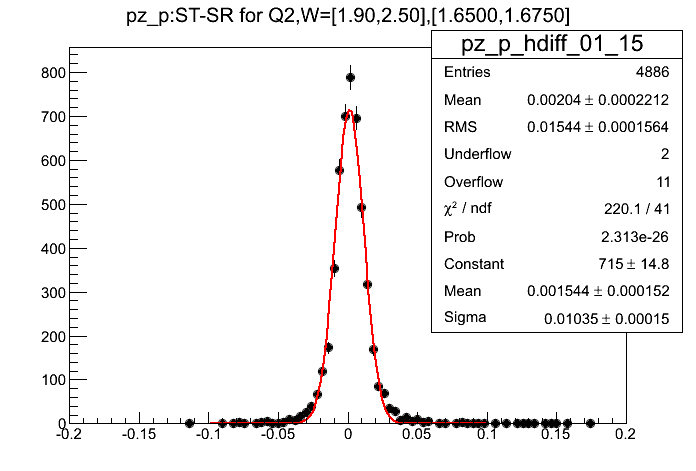 pz_p:ST-SR for Q2,W=[1.90,2.50],[1.6500,1.6750]
pz_p_hdiff_01_15
Entries 4886
Mean 0.00204 ± 0.0002212
RMS 0.01544 ± 0.0001564
Underflow 2
Overflow 11
χ² / ndf 220.1 / 41
Prob 2.313e-26
Constant 715 ± 14.8
Mean 0.001544 ± 0.000152
Sigma 0.01035 ± 0.00015
800
700
600
500
400
300
200
100
0
-0.2 -0.15 -0.1 -0.05 0 0.05 0.1 0.15 0.2